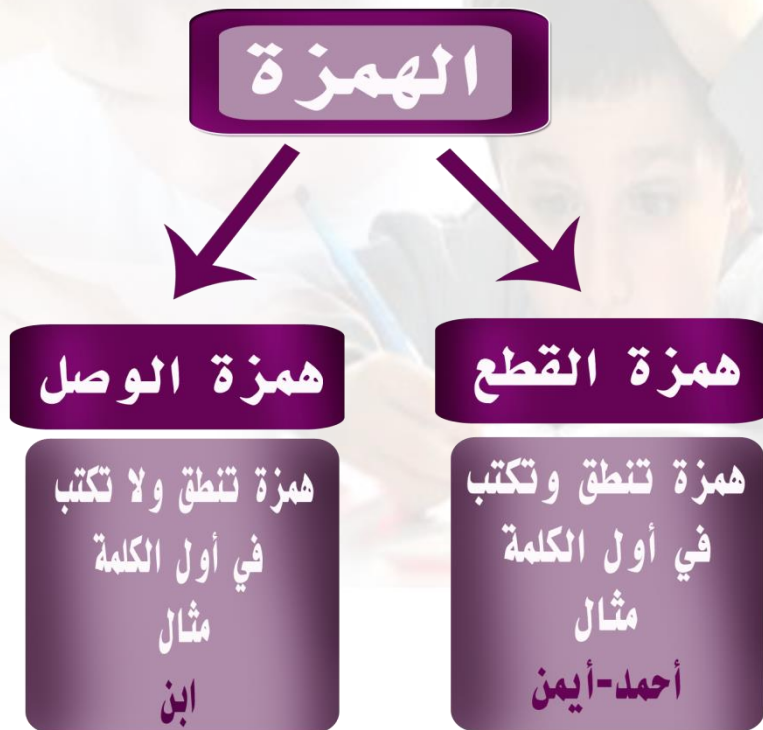 الهمزة
همزة القطع
همزة تنطق وتكتب
في أول الكلمة
مثال
أحمد-أيمن
همزة الوصل
همزة تنطق ولا تكتب
في أول الكلمة
مثال
ابن